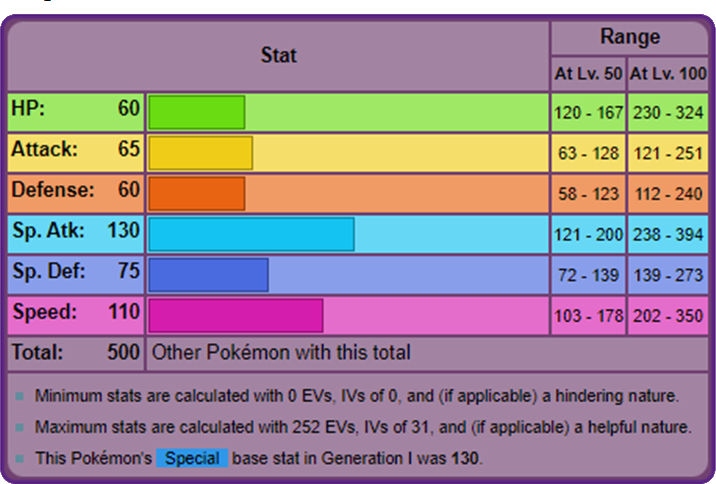 Stat Range
At Lv. 50 At Lv. 100
HP: 60 120 - 167 230 - 324
Attack: 65 63 - 128 121 - 251
Defense: 60 58 - 123 112 - 240
Sp. Atk: 130 121 - 200 238 - 394
Sp. Def: 75 72 - 139 139 - 273
Speed: 110 103 - 178 202 - 350
Total: 500 Other Pokémon with this total
Minimum stats are calculated with 0 EVs, IVs of 0, and (if applicable) a hindering nature.
Maximum stats are calculated with 252 EVs, IVs of 31, and (if applicable) a helpful nature.
This Pokémon's Special base stat in Generation I was 130.